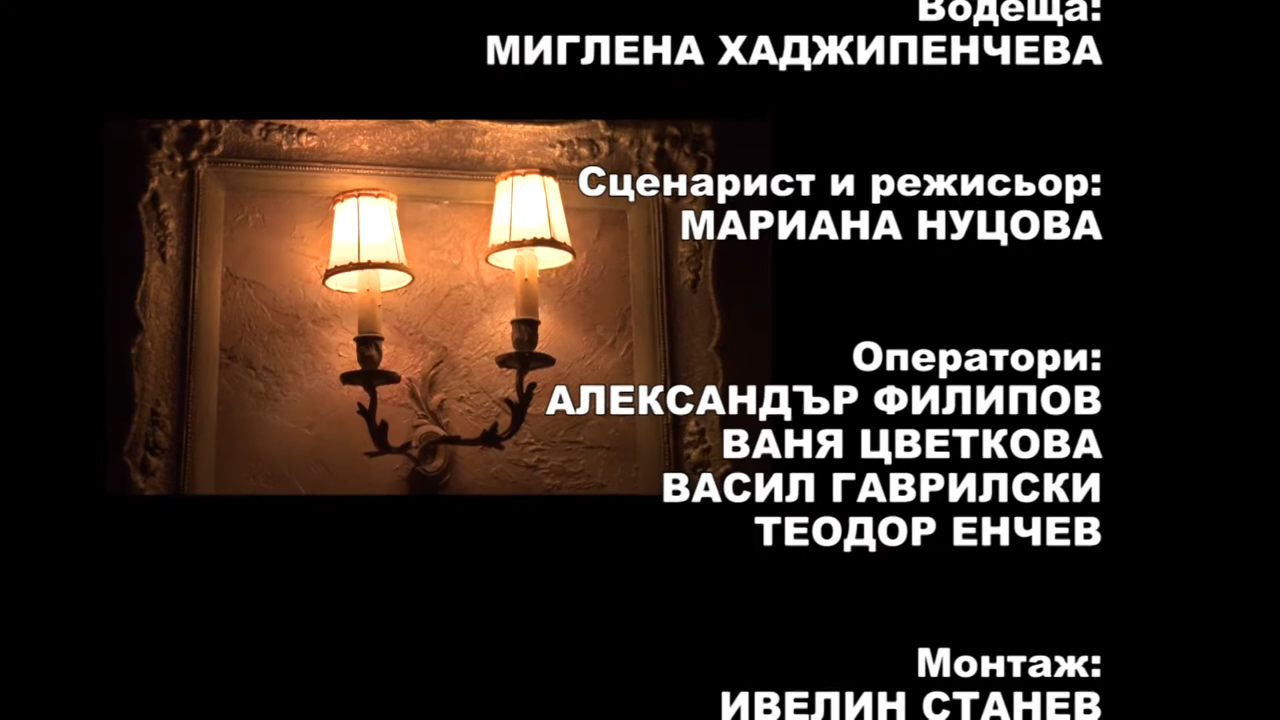 Водеща:
МИГЛЕНА ХАДЖИПЕНЧЕВА
Сценарист и режисьор:
МАРИАНА НУЦОВА
Оператори:
АЛЕКСАНДЪР ФИЛИПОВ
ВАНЯ ЦВЕТКОВА
ВАСИЛ ГАВРИЛСКИ
ТЕОДОР ЕНЧЕВ
Монтаж:
ИВЕЛИН СТАНЕВ